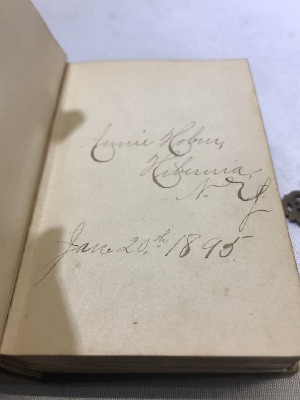 Annie Hobin,
Hibernia,
N. Y.
Jan. 20th. 1895.